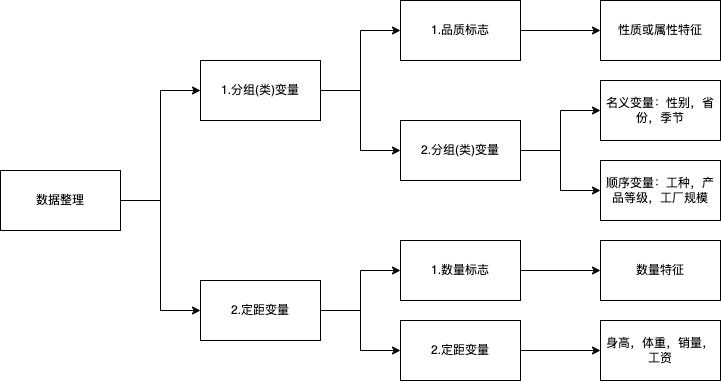 数据整理
1.分组(类)变量
1.品质标志
性质或属性特征
2.分组(类)变量
名义变量：性别，省
份，季节
顺序变量：工种，产
品等级，工厂规模
2.定距变量
1.数量标志
数量特征
2.定距变量
身高，体重，销量，
工资